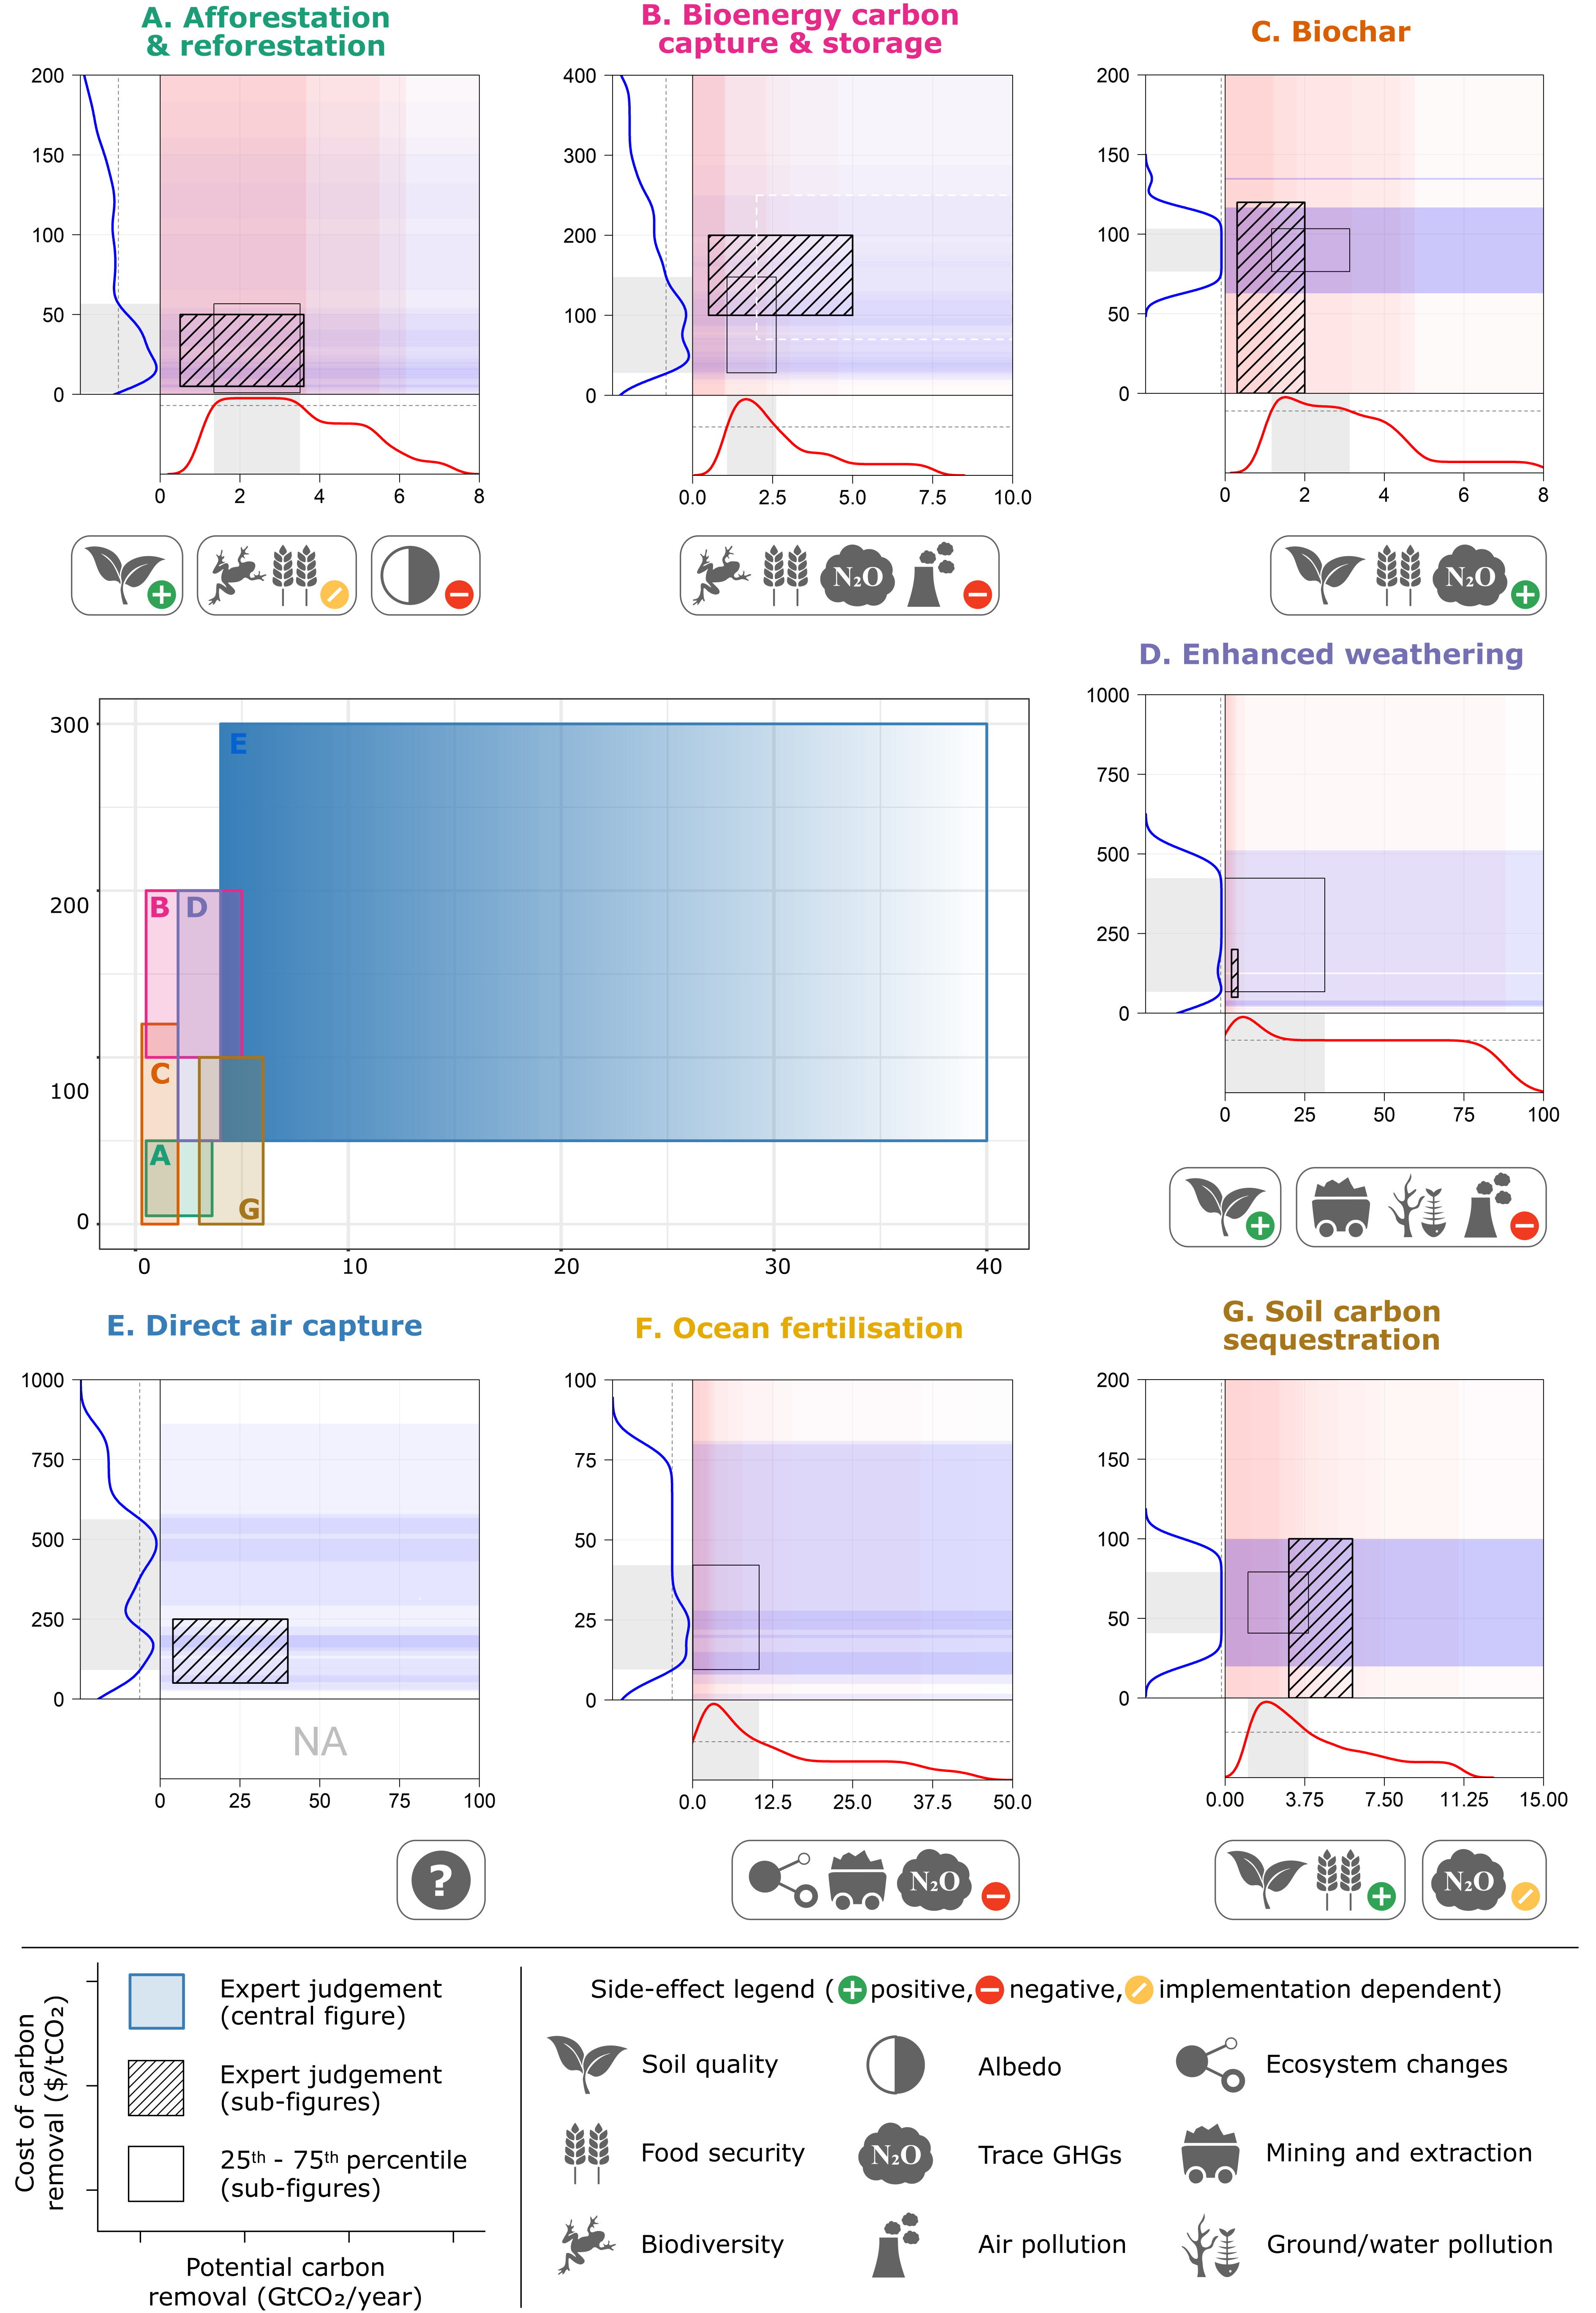 A. Afforestation
& reforestation
B. Bioenergy carbon
capture & storage
C. Biochar
200
150
100
50
0
0
2
4
6
8
400
300
200
100
0
0.0
2.5
5.0
7.5
10.0
200
150
100
50
0
0
2
4
6
8
N₂O
N₂O
D. Enhanced weathering
300
200
100
0
0
10
20
30
40
E
B
D
C
A
G
1000
750
500
250
0
0
25
50
75
100
E. Direct air capture
F. Ocean fertilisation
G. Soil carbon
sequestration
1000
750
500
250
0
NA
0
25
50
75
100
100
75
50
25
0
0.0
12.5
25.0
37.5
50.0
200
150
100
50
0
0.00
3.75
7.50
11.25
15.00
?
N₂O
N₂O
Cost of carbon
removal ($/tCO₂)
Expert judgement
(central figure)
Expert judgement
(sub-figures)
25th - 75th percentile
(sub-figures)
Potential carbon
removal (GtCO₂/year)
Side-effect legend ( + positive, − negative, implementation dependent)
Soil quality
Albedo
Ecosystem changes
Food security
N₂O
Trace GHGs
Mining and extraction
Biodiversity
Air pollution
Ground/water pollution